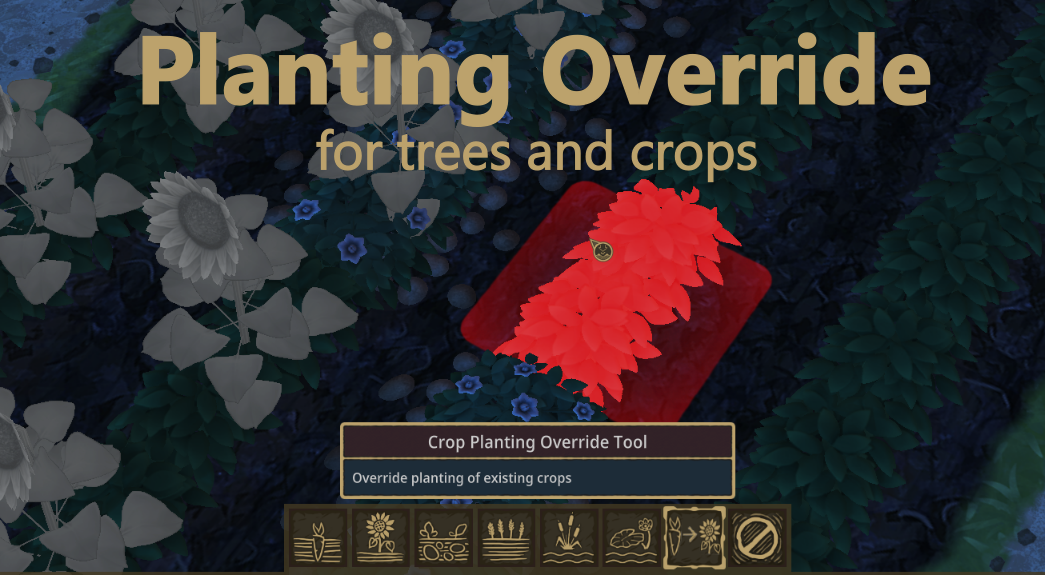 Planting Override
for trees and crops
Crop Planting Override Tool
Override planting of existing crops